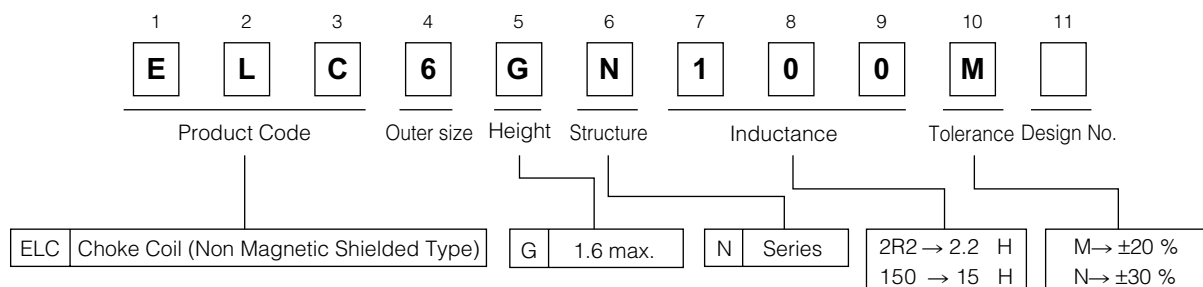 1 2 3 4 5 6 7 8 9 10 11
E L C 6 G N 1 0 0 M
Product Code Outer size Height Structure Inductance Tolerance Design No.
ELC Choke Coil (Non Magnetic Shielded Type) G 1.6 max. N Series 2R2 → 2.2 H M→ ±20 %
150 → 15 H N→ ±30 %